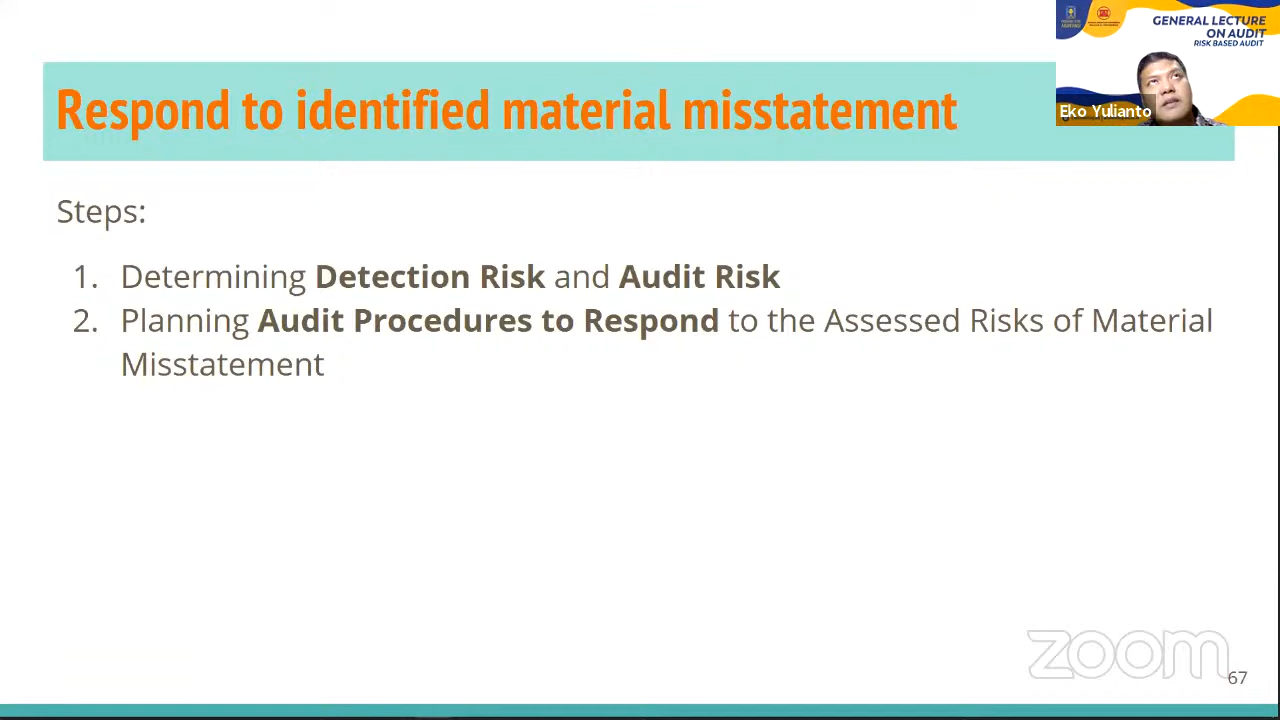 GENERAL LECTURE
ON AUDIT
RISK BASED AUDIT
Eko Yulianto
Respond to identified material misstatement
Steps:
1. Determining Detection Risk and Audit Risk
2. Planning Audit Procedures to Respond to the Assessed Risks of Material
Misstatement
zoom
67